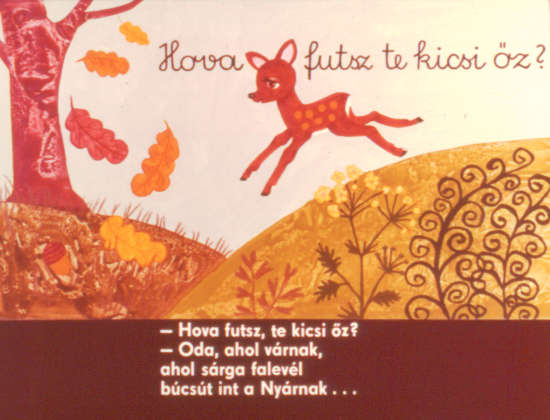 Hova futsz te kicsi őz?
– Hova futsz, te kicsi őz?
– Oda, ahol várnak,
ahol sárga falevél
búcsút int a Nyárnak . . .